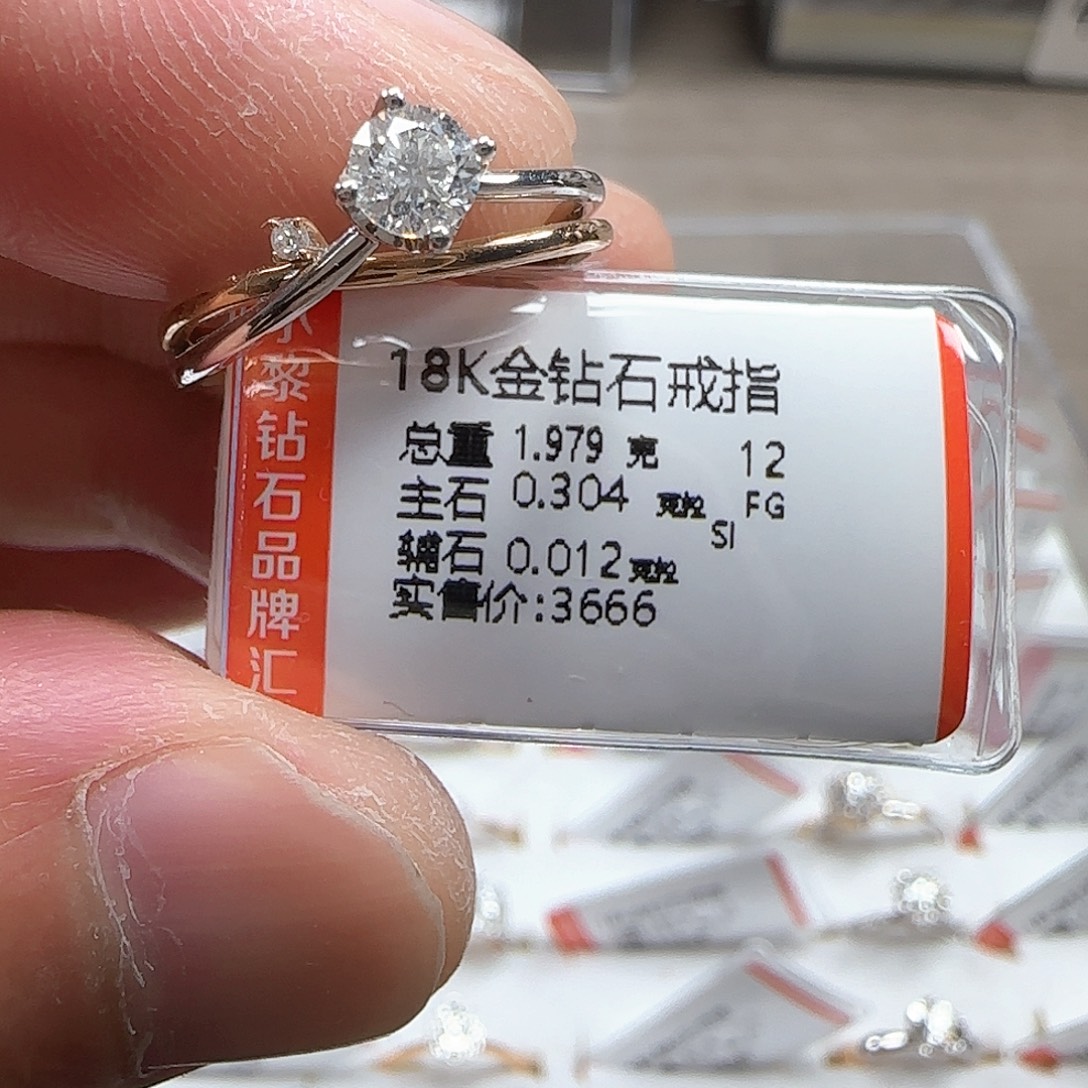 黎钻石品牌汇
18K金钻石戒指
总重 1.979 克 12
主石 0.304 克拉 FG
SI
辅石 0.012 克拉
实售价:3666